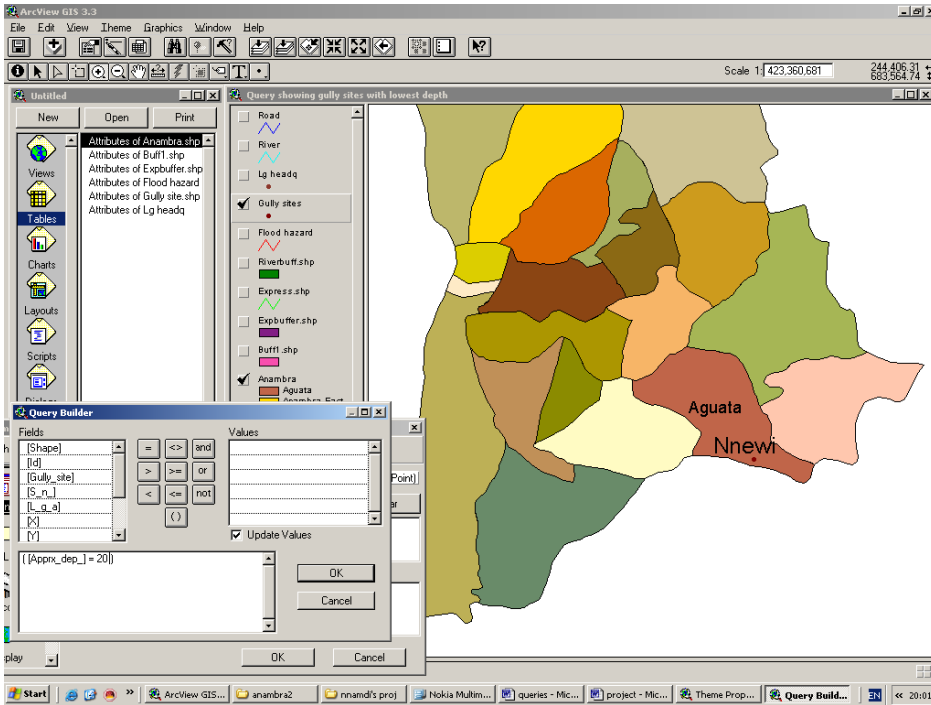 ArcView GIS 3.3
File Edit View Theme Graphics Window Help
Scale 1: 423,360,681
244,406.31
683,564.74
Untitled
New Open Print
Views
Tables
Charts
Layouts
Scripts
Attributes of Anambra.shp
Attributes of Buff1.shp
Attributes of Expbuffer.shp
Attributes of Flood hazard
Attributes of Gully site.shp
Attributes of Lg headq
Query showing gully sites with lowest depth
Road
River
Lg headq
Gully sites
Flood hazard
Riverbuff.shp
Express.shp
Expbuffer.shp
Buff1.shp
Anambra
Aguata
Anambra East
Aguata
Nnewi
Query Builder
Fields
[Shape]
[Id]
[Gully_site]
[S_n_]
[L_g_a]
[X]
[Y]
= <> and
> >= or
< <= not
( )
Values
Update Values
( [Apprx_dep_] = 20)
OK
Cancel
Point)
ar
splay
OK Cancel
Start » ArcView GIS... anambra2 nnamdi's proj Nokia Multim... queries - Mic... project - Mic... Theme Prop... Query Build... EN « 20:01